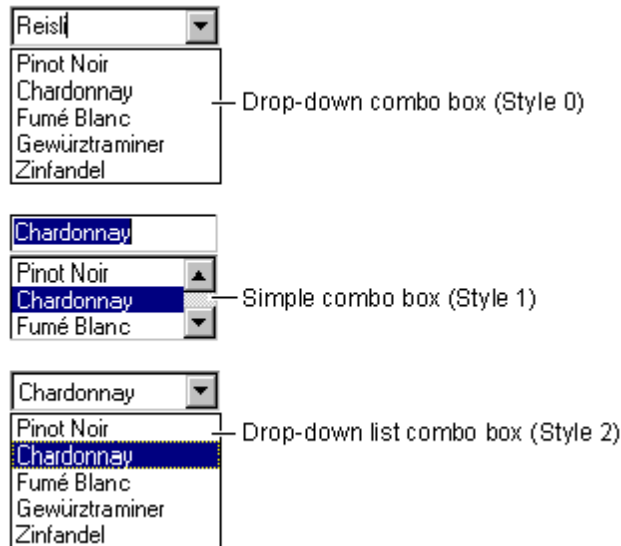 Reisli
Pinot Noir
Chardonnay
Fumé Blanc
Gewürztraminer
Zinfandel
Drop-down combo box (Style 0)
Chardonnay
Pinot Noir
Chardonnay
Fumé Blanc
Simple combo box (Style 1)
Chardonnay
Pinot Noir
Chardonnay
Fumé Blanc
Gewürztraminer
Zinfandel
Drop-down list combo box (Style 2)